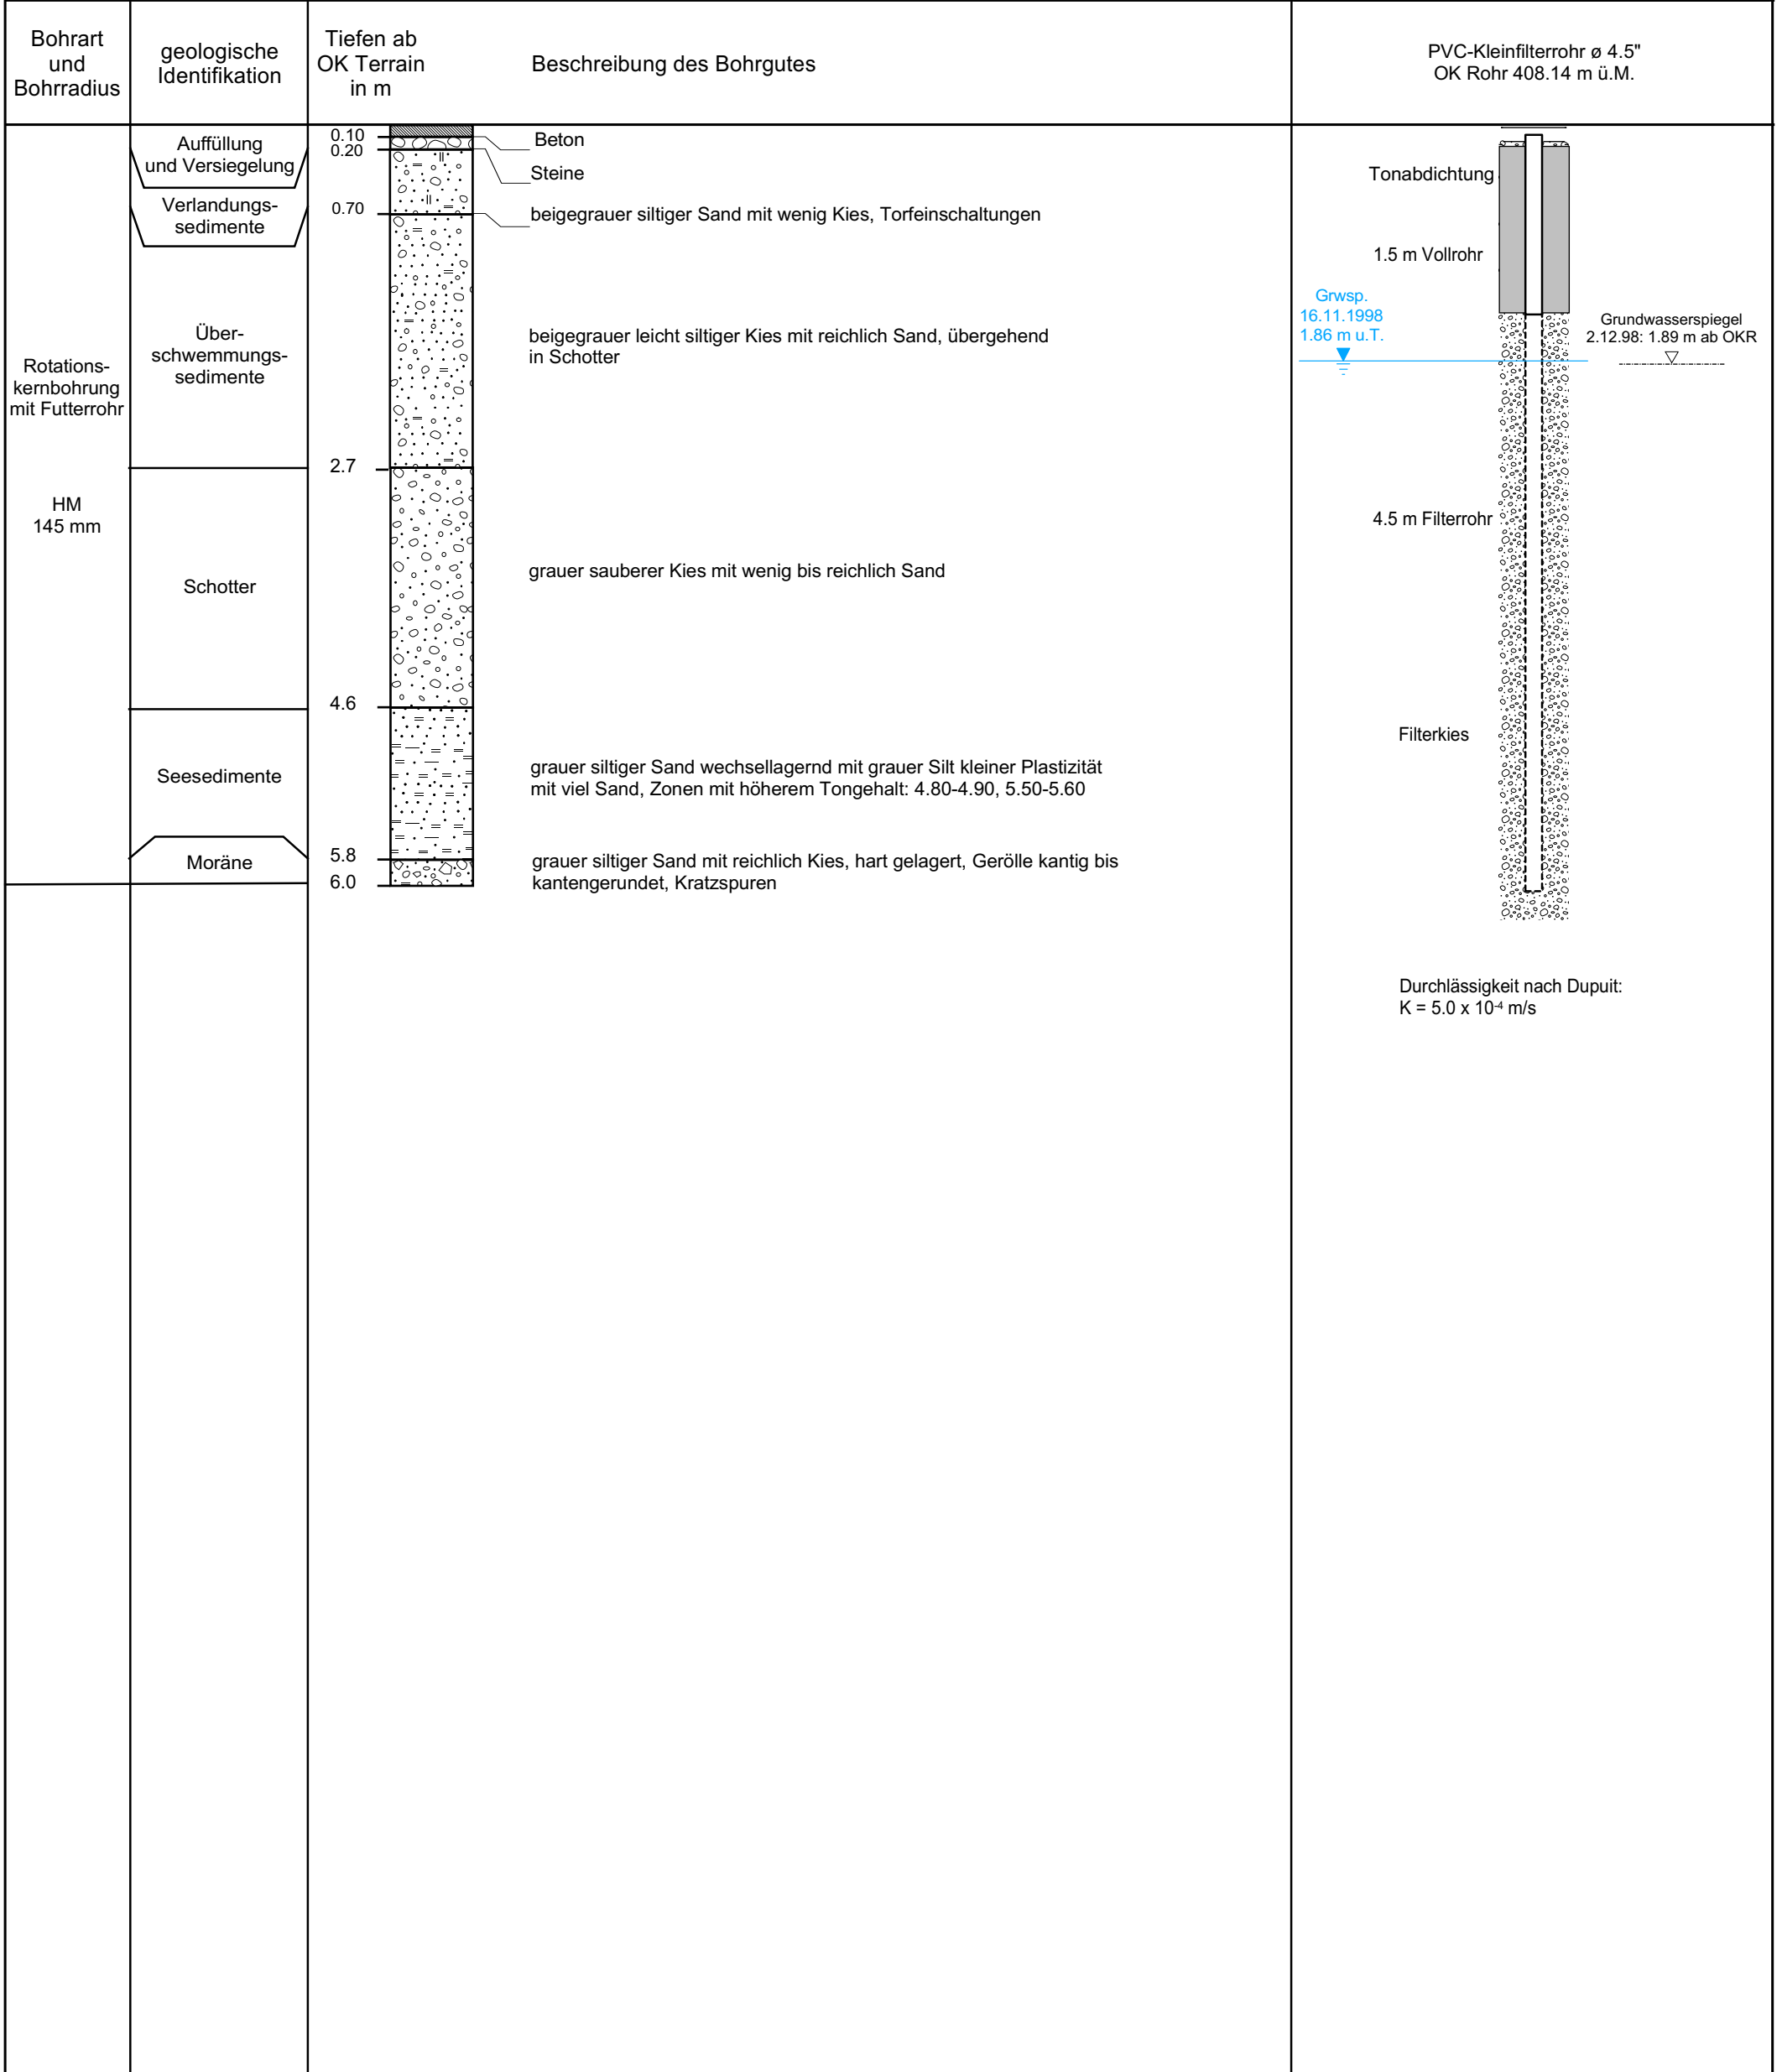 Bohrart
und
Bohrradius
geologische
Identifikation
Tiefen ab
OK Terrain
in m
Beschreibung des Bohrgutes
PVC-Kleinfilterrohr ø 4.5"
OK Rohr 408.14 m ü.M.
Rotations-
kernbohrung
mit Futterrohr
HM
145 mm
Auffüllung
und Versiegelung
Verlandungs-
sedimente
Über-
schwemmungs-
sedimente
Schotter
Seesedimente
Moräne
0.10
0.20
0.70
2.7
4.6
5.8
6.0
Beton
Steine
beigegrauer siltiger Sand mit wenig Kies, Torfeinschaltungen
beigegrauer leicht siltiger Kies mit reichlich Sand, übergehend
in Schotter
grauer sauberer Kies mit wenig bis reichlich Sand
grauer siltiger Sand wechsellagernd mit grauer Silt kleiner Plastizität
mit viel Sand, Zonen mit höherem Tongehalt: 4.80-4.90, 5.50-5.60
grauer siltiger Sand mit reichlich Kies, hart gelagert, Gerölle kantig bis
kantengerundet, Kratzspuren
Tonabdichtung
1.5 m Vollrohr
Grwsp.
16.11.1998
1.86 m u.T.
Grundwasserspiegel
2.12.98: 1.89 m ab OKR
4.5 m Filterrohr
Filterkies
Durchlässigkeit nach Dupuit:
K = 5.0 x 10⁻⁴ m/s